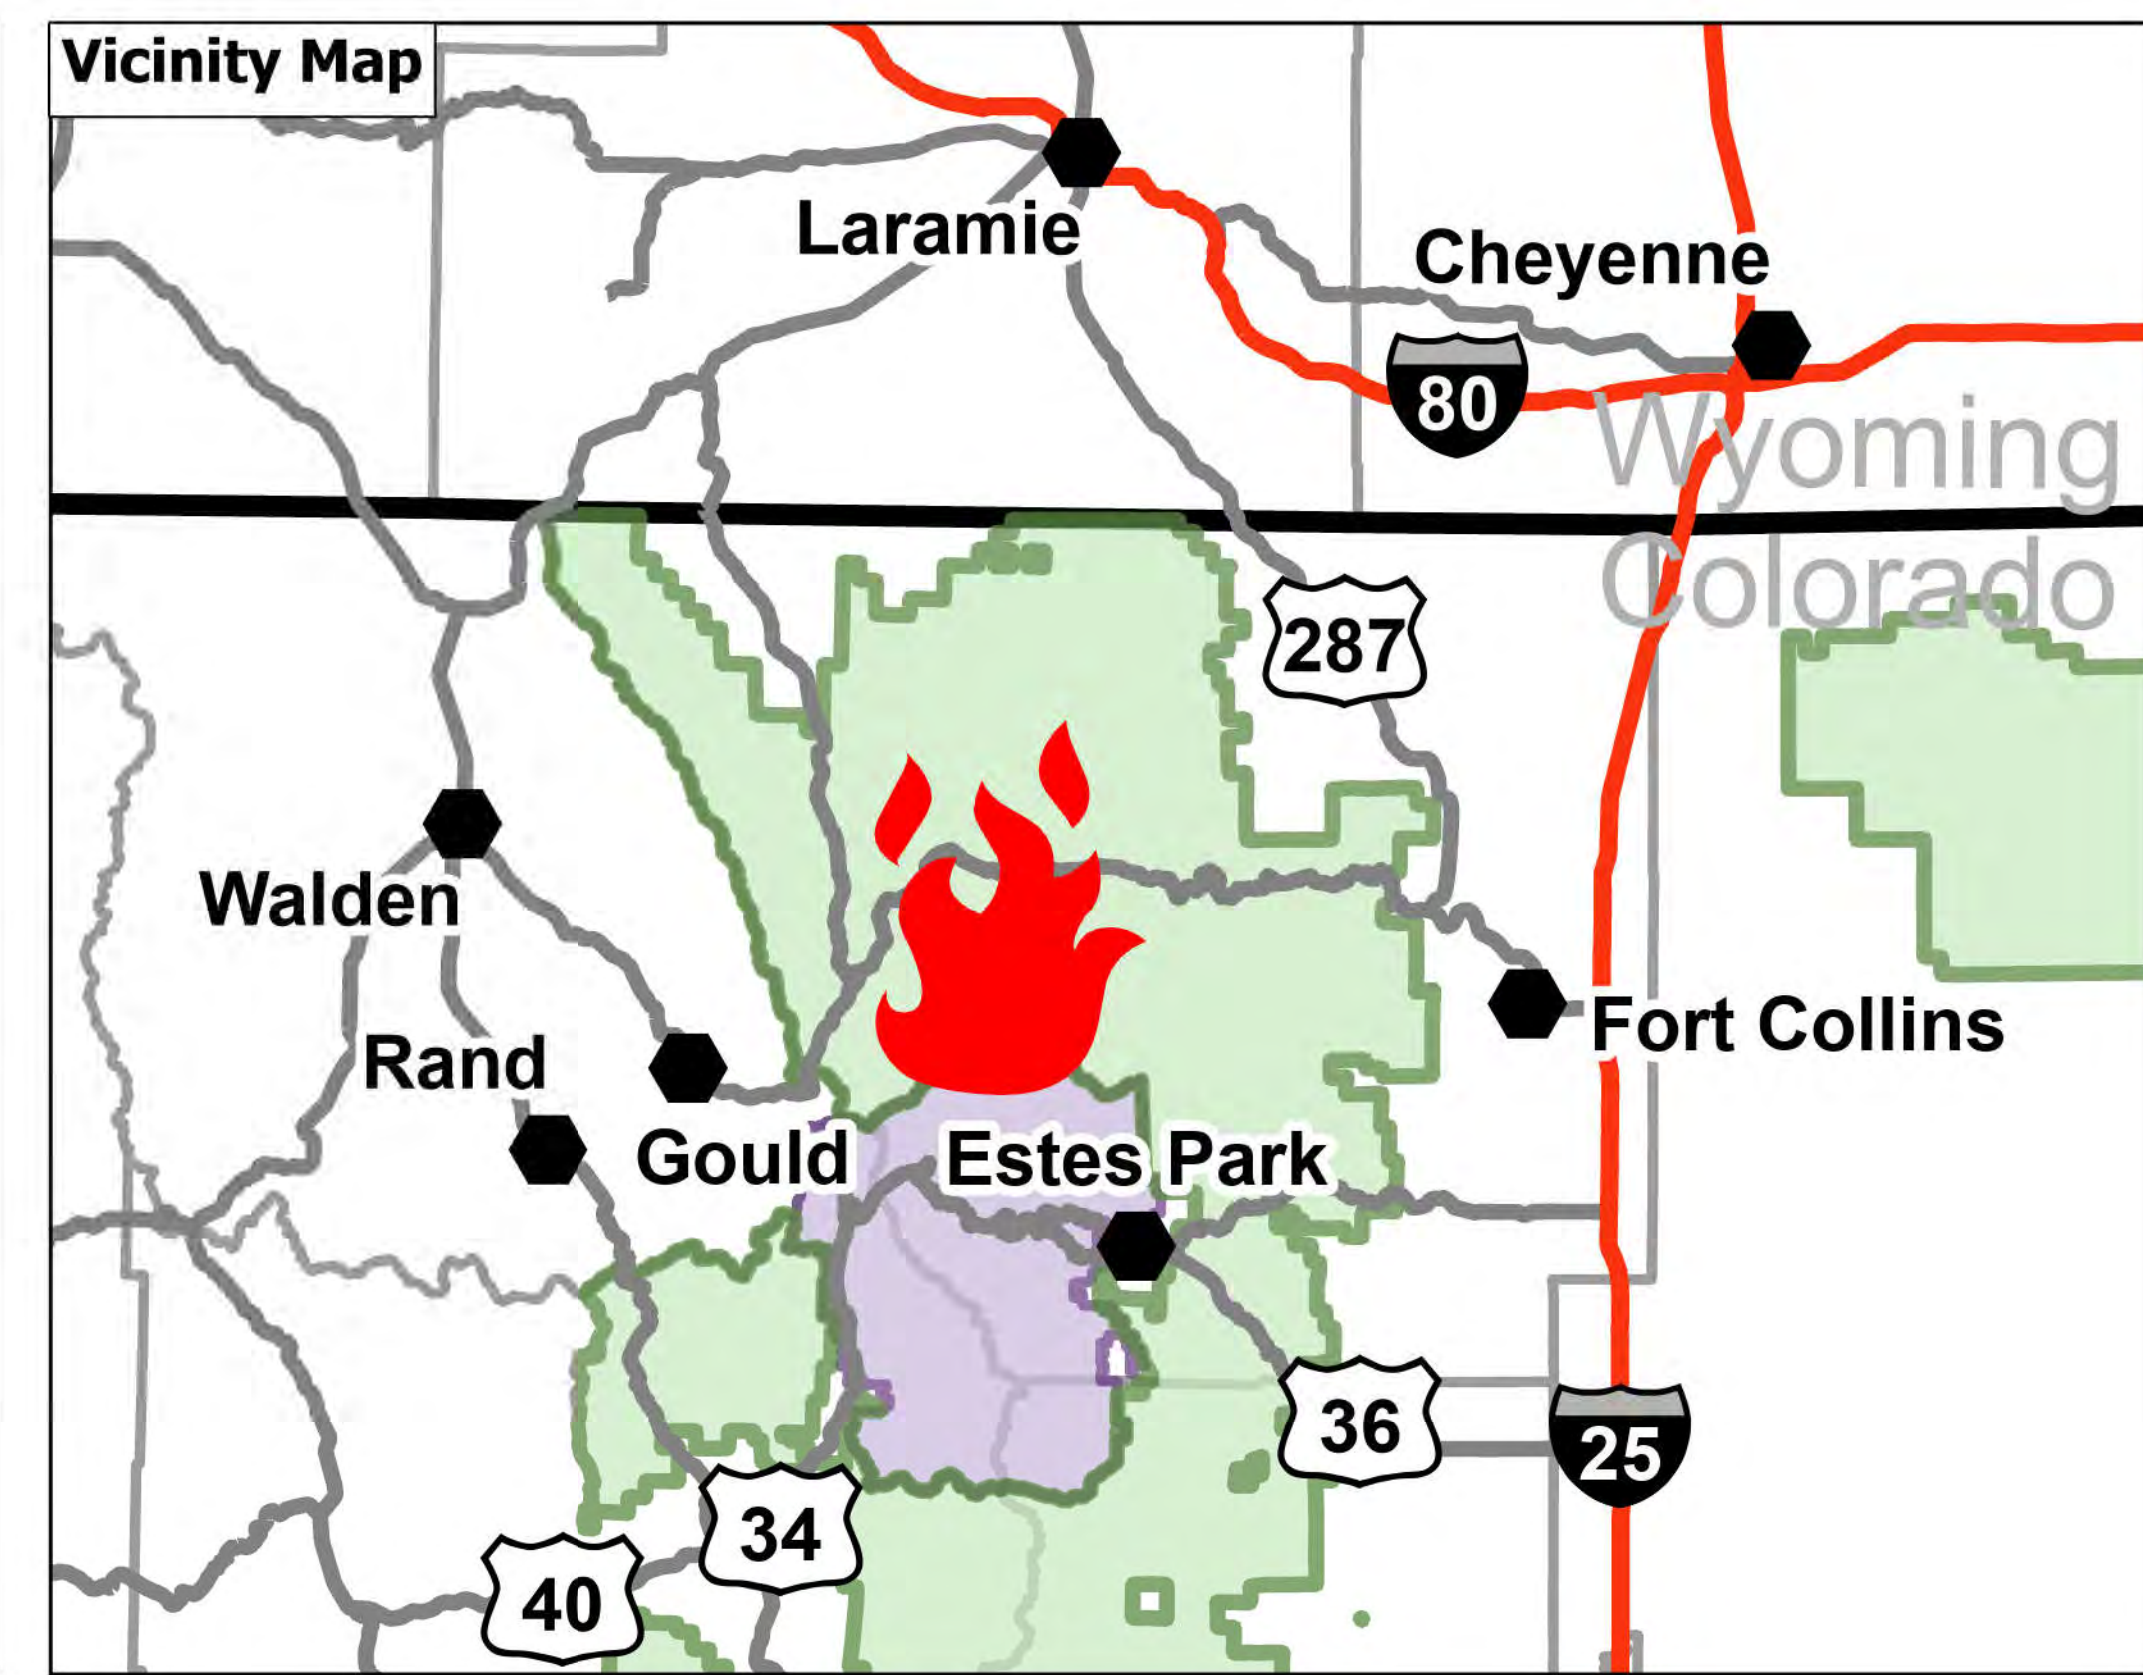 Vicinity Map
Laramie
Cheyenne
80
Wyoming
Colorado
287
Walden
Fort Collins
Rand
Gould
Estes Park
36
25
34
40